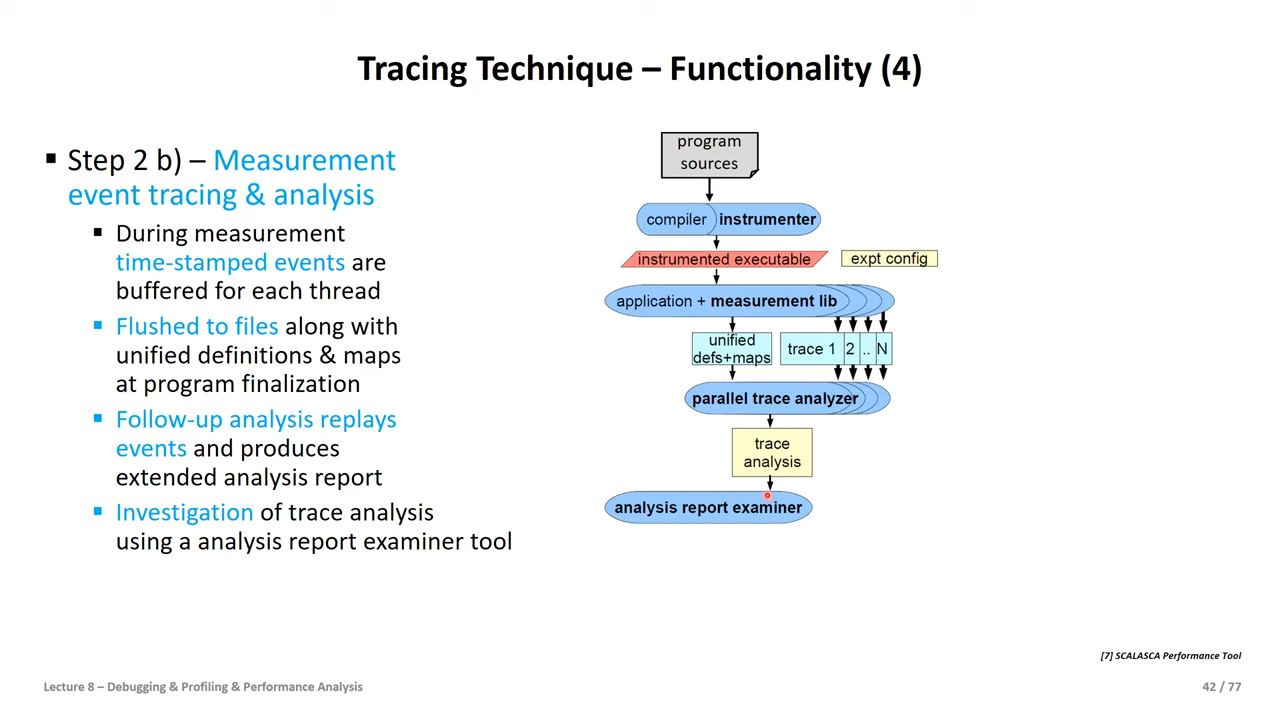 Tracing Technique – Functionality (4)
▪ Step 2 b) – Measurement
event tracing & analysis
▪ During measurement
time-stamped events are
buffered for each thread
▪ Flushed to files along with
unified definitions & maps
at program finalization
▪ Follow-up analysis replays
events and produces
extended analysis report
▪ Investigation of trace analysis
using a analysis report examiner tool
program
sources
compiler instrumenter
instrumented executable
expt config
application + measurement lib
unified
defs+maps
trace 1 2 .. N
parallel trace analyzer
trace
analysis
analysis report examiner
[7] SCALASCA Performance Tool
Lecture 8 – Debugging & Profiling & Performance Analysis
42 / 77